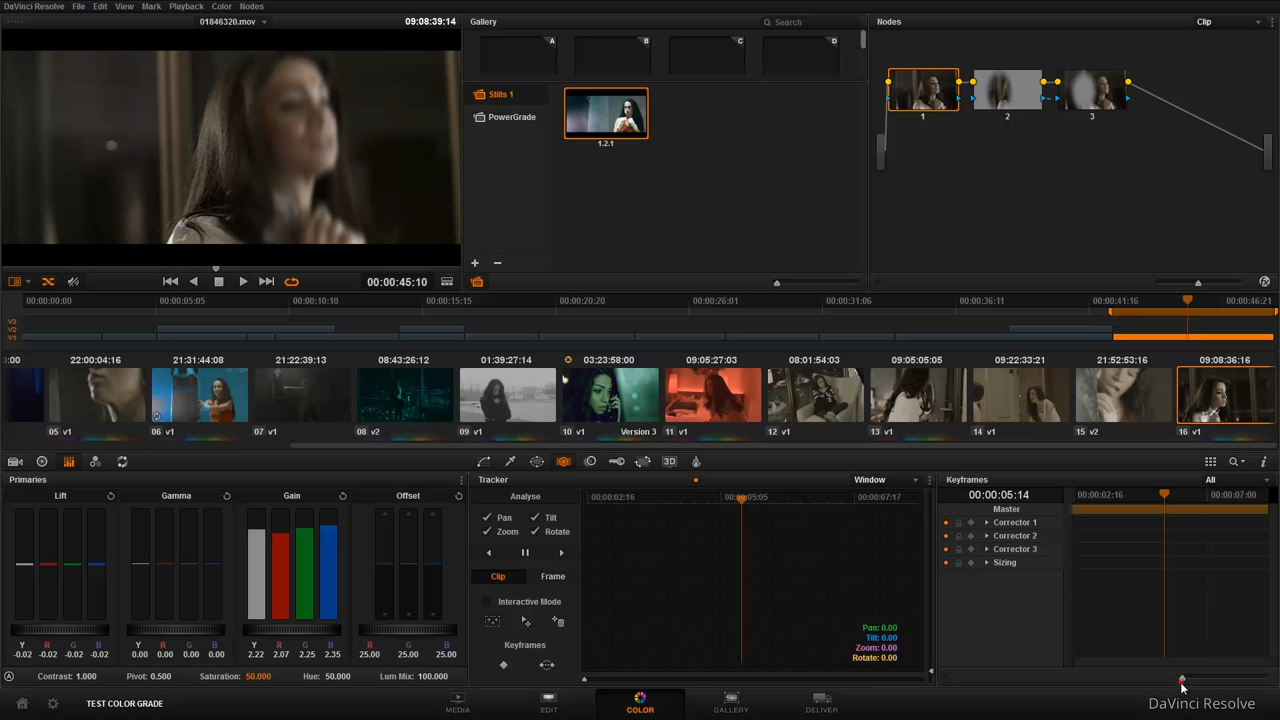 DaVinci Resolve File Edit View Mark Playback Color Nodes
01846320.mov 09:08:39:14 Gallery Search Nodes Clip
A B C D
Stills 1
PowerGrade
1.2.1
1 2 3
00:00:45:10
00:00:00:00 00:00:05:05 00:00:10:10 00:00:15:15 00:00:20:20 00:00:26:01 00:00:31:06 00:00:36:11 00:00:41:16 00:00:46:21
V3
V2
V1
:00 22:00:04:16 21:31:44:08 21:22:39:13 08:43:26:12 01:39:27:14 03:23:58:00 09:05:27:03 08:01:54:03 09:05:05:05 09:22:33:21 21:52:53:16 09:08:36:16
05 v1 06 v1 07 v1 08 v2 09 v1 10 v1 Version 3 11 v1 12 v1 13 v1 14 v1 15 v2 16 v1
3D
Primaries Tracker Window Keyframes All
Lift Gamma Gain Offset Analyse 00:00:02:16 00:00:05:05 00:00:07:17 00:00:05:14 00:00:02:16 00:00:07:00
Master
Pan Tilt Corrector 1
Zoom Rotate Corrector 2
Corrector 3
Sizing
Clip Frame
Interactive Mode
Pan: 0.00
Tilt: 0.00
Zoom: 0.00
Rotate: 0.00
Keyframes
Y R G B Y R G B Y R G B R G B
-0.02 -0.02 -0.02 -0.02 0.00 0.00 0.00 0.00 2.22 2.07 2.25 2.35 25.00 25.00 25.00
A Contrast: 1.000 Pivot: 0.500 Saturation: 50.000 Hue: 50.000 Lum Mix: 100.000
TEST COLOR GRADE MEDIA EDIT COLOR GALLERY DELIVER DaVinci Resolve